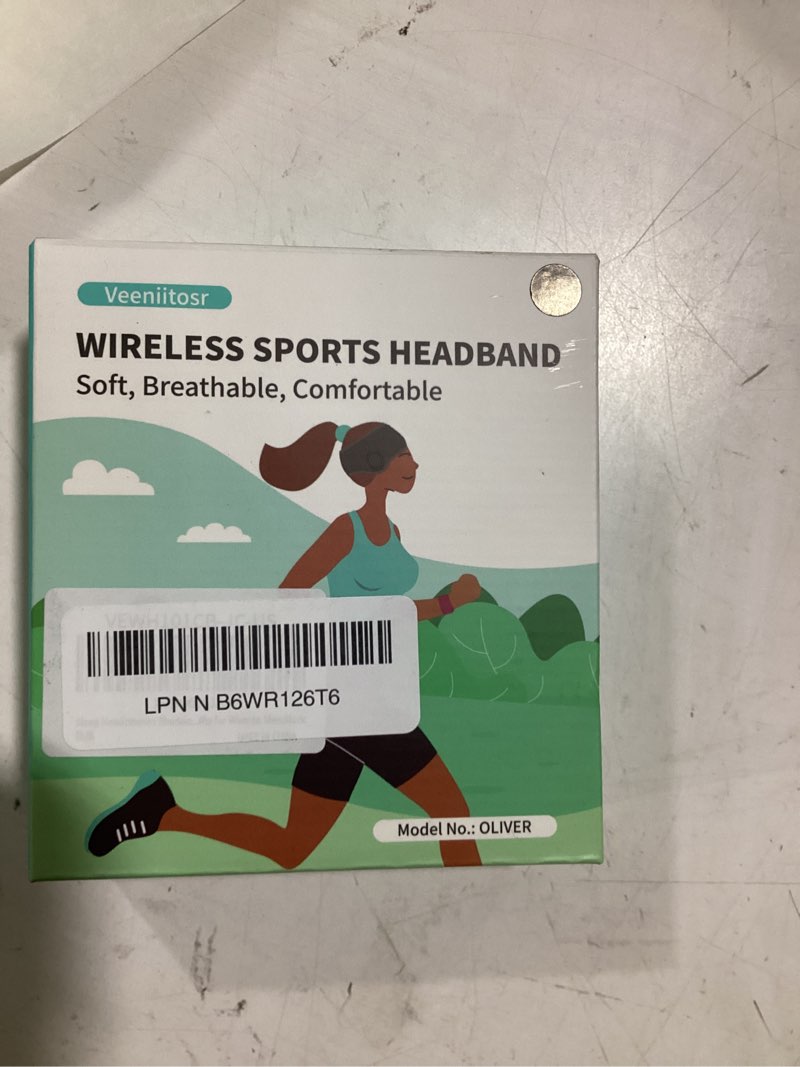 Veeniitosr
WIRELESS SPORTS HEADBAND
Soft, Breathable, Comfortable
LPN N B6WR126T6
Model No.: OLIVER